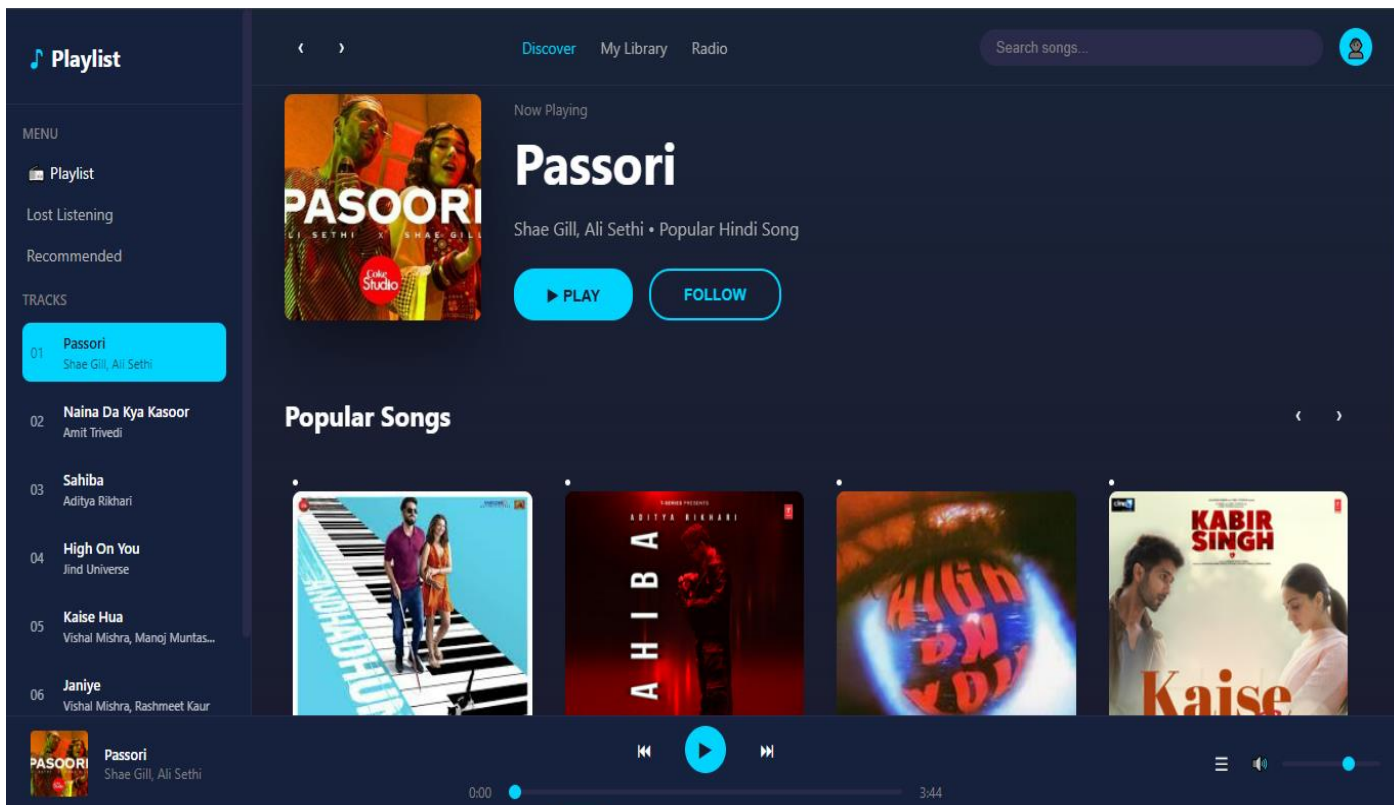 Playlist
MENU
Playlist
Lost Listening
Recommended
TRACKS
01 Passori
Shae Gill, Ali Sethi
02 Naina Da Kya Kasoor
Amit Trivedi
03 Sahiba
Aditya Rikhari
04 High On You
Jind Universe
05 Kaise Hua
Vishal Mishra, Manoj Muntas...
06 Janiye
Vishal Mishra, Rashmeet Kaur
‹ › Discover My Library Radio Search songs...
PASOORI
LI SETHI X SHAE GILL
Coke
Studio
Now Playing
Passori
Shae Gill, Ali Sethi • Popular Hindi Song
▶ PLAY FOLLOW
Popular Songs ‹ ›
ANDHADHUN
T-SERIES PRESENTS
ADITYA RIKHARI
AHIBA
HIGH
ON
YOU
KABIR
SINGH
Kaise
PASOORI
Passori
Shae Gill, Ali Sethi
0:00 3:44